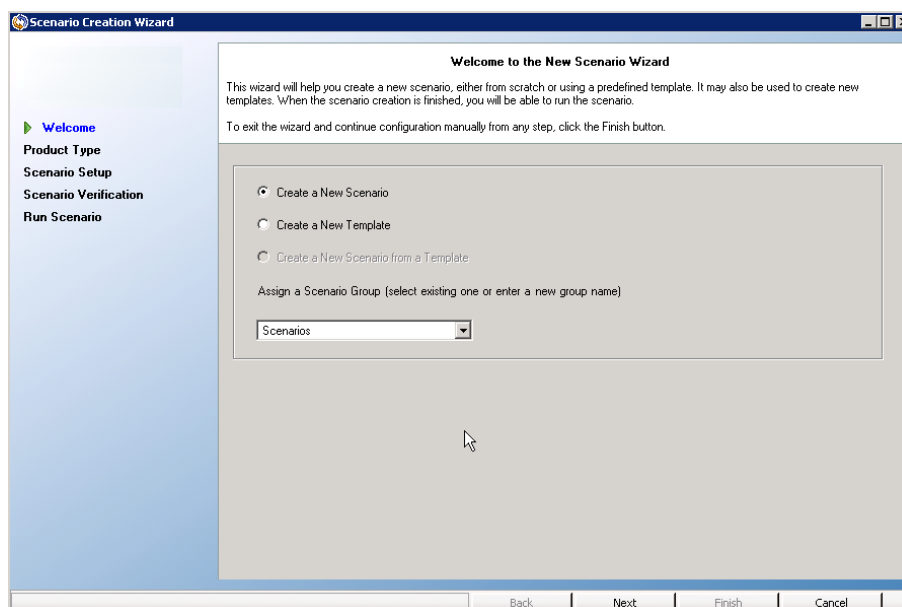 Scenario Creation Wizard
Welcome to the New Scenario Wizard
This wizard will help you create a new scenario, either from scratch or using a predefined template. It may also be used to create new
templates. When the scenario creation is finished, you will be able to run the scenario.
To exit the wizard and continue configuration manually from any step, click the Finish button.
Welcome
Product Type
Scenario Setup
Scenario Verification
Run Scenario
Create a New Scenario
Create a New Template
Create a New Scenario from a Template
Assign a Scenario Group (select existing one or enter a new group name)
Scenarios
Back
Next
Finish
Cancel